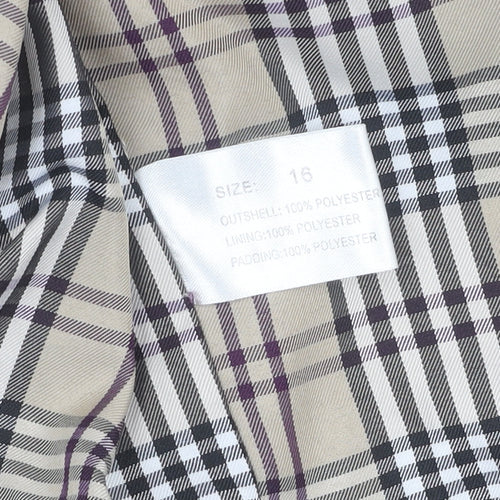 SIZE: 16
OUTSHELL:100% POLYESTER
LINING:100% POLYESTER
PADDING:100% POLYESTER